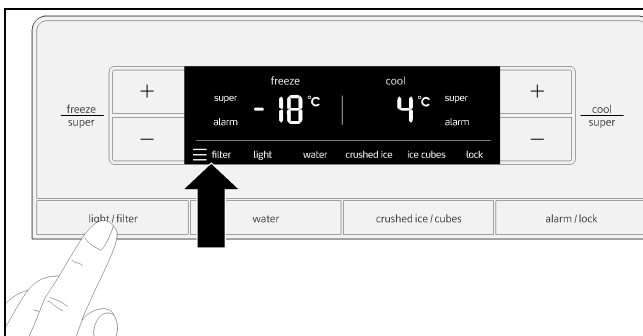 freeze cool
super super
- 18 °C 4 °C
alarm alarm
+ +
freeze
super
cool
super
− −
filter light water crushed ice ice cubes lock
light / filter water crushed ice / cubes alarm / lock